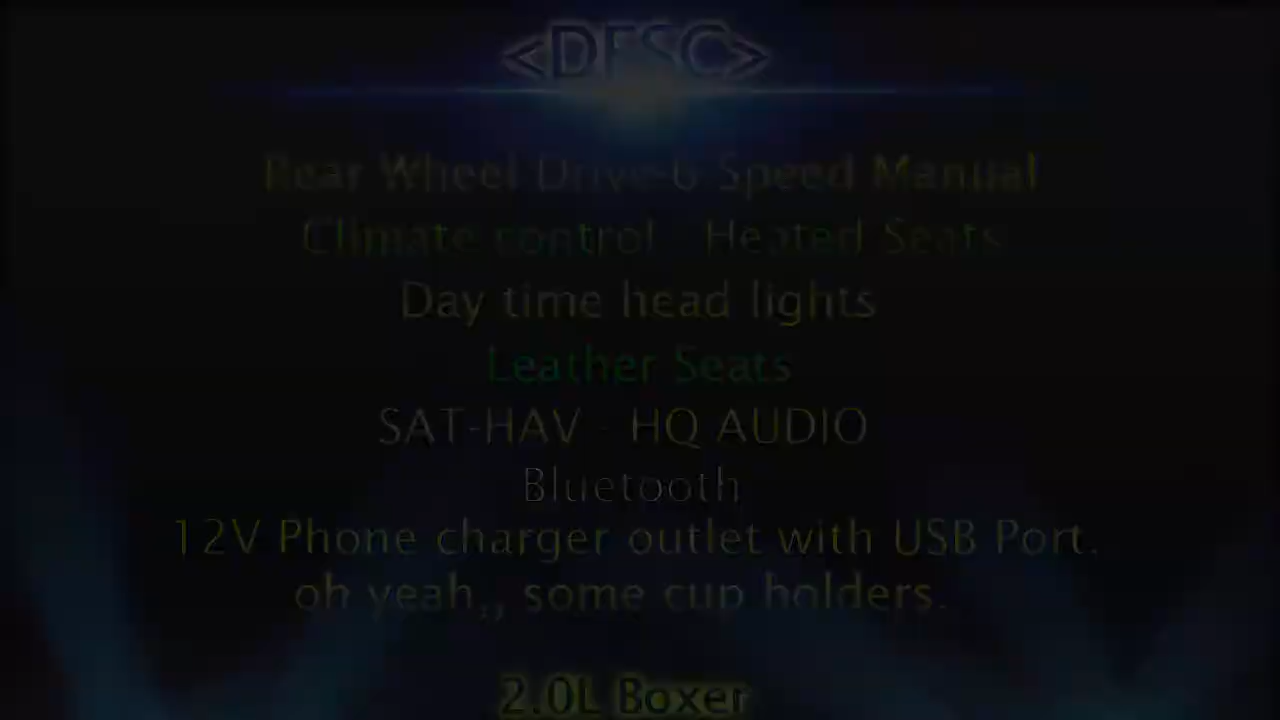 <DESC>
Rear Wheel Drive-6 Speed Manual
Climate control - Heated Seats
Day time head lights
Leather Seats
SAT-HAV - HQ AUDIO
Bluetooth
12V Phone charger outlet with USB Port.
oh yeah,, some cup holders.
2.0L Boxer